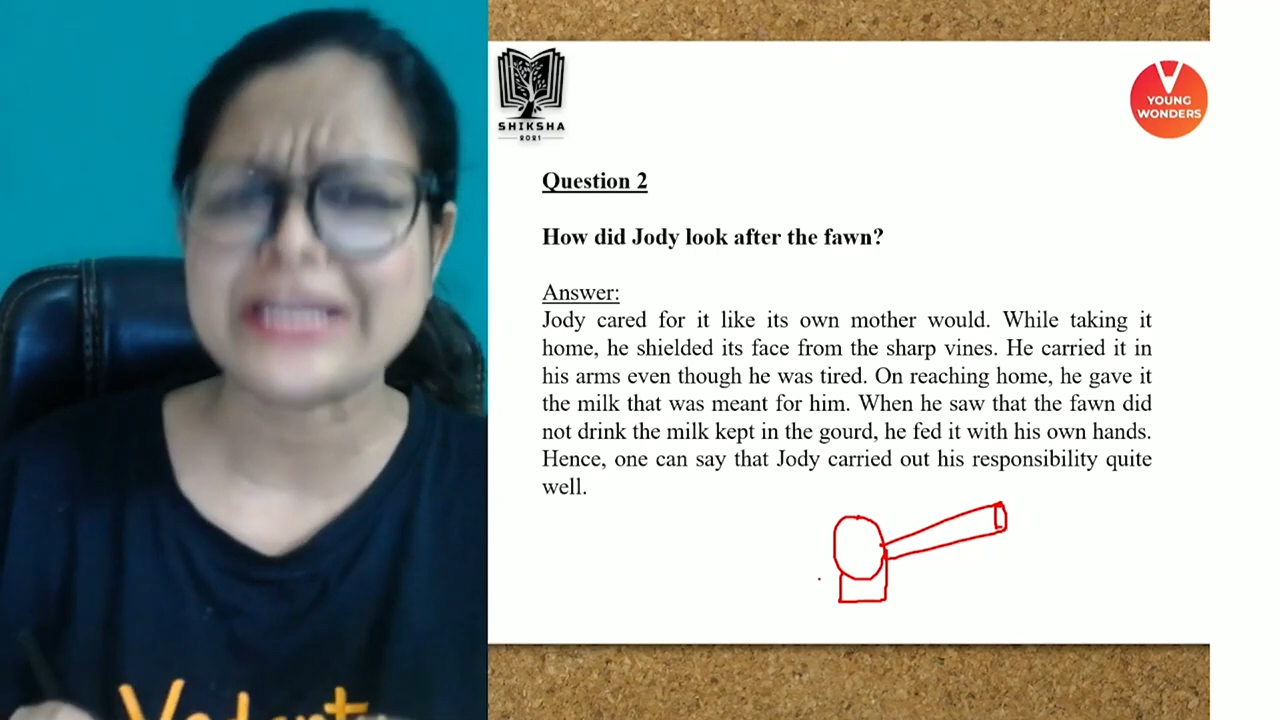 SHIKSHA
2021
YOUNG
WONDERS
Question 2
How did Jody look after the fawn?
Answer:
Jody cared for it like its own mother would. While taking it
home, he shielded its face from the sharp vines. He carried it in
his arms even though he was tired. On reaching home, he gave it
the milk that was meant for him. When he saw that the fawn did
not drink the milk kept in the gourd, he fed it with his own hands.
Hence, one can say that Jody carried out his responsibility quite
well.